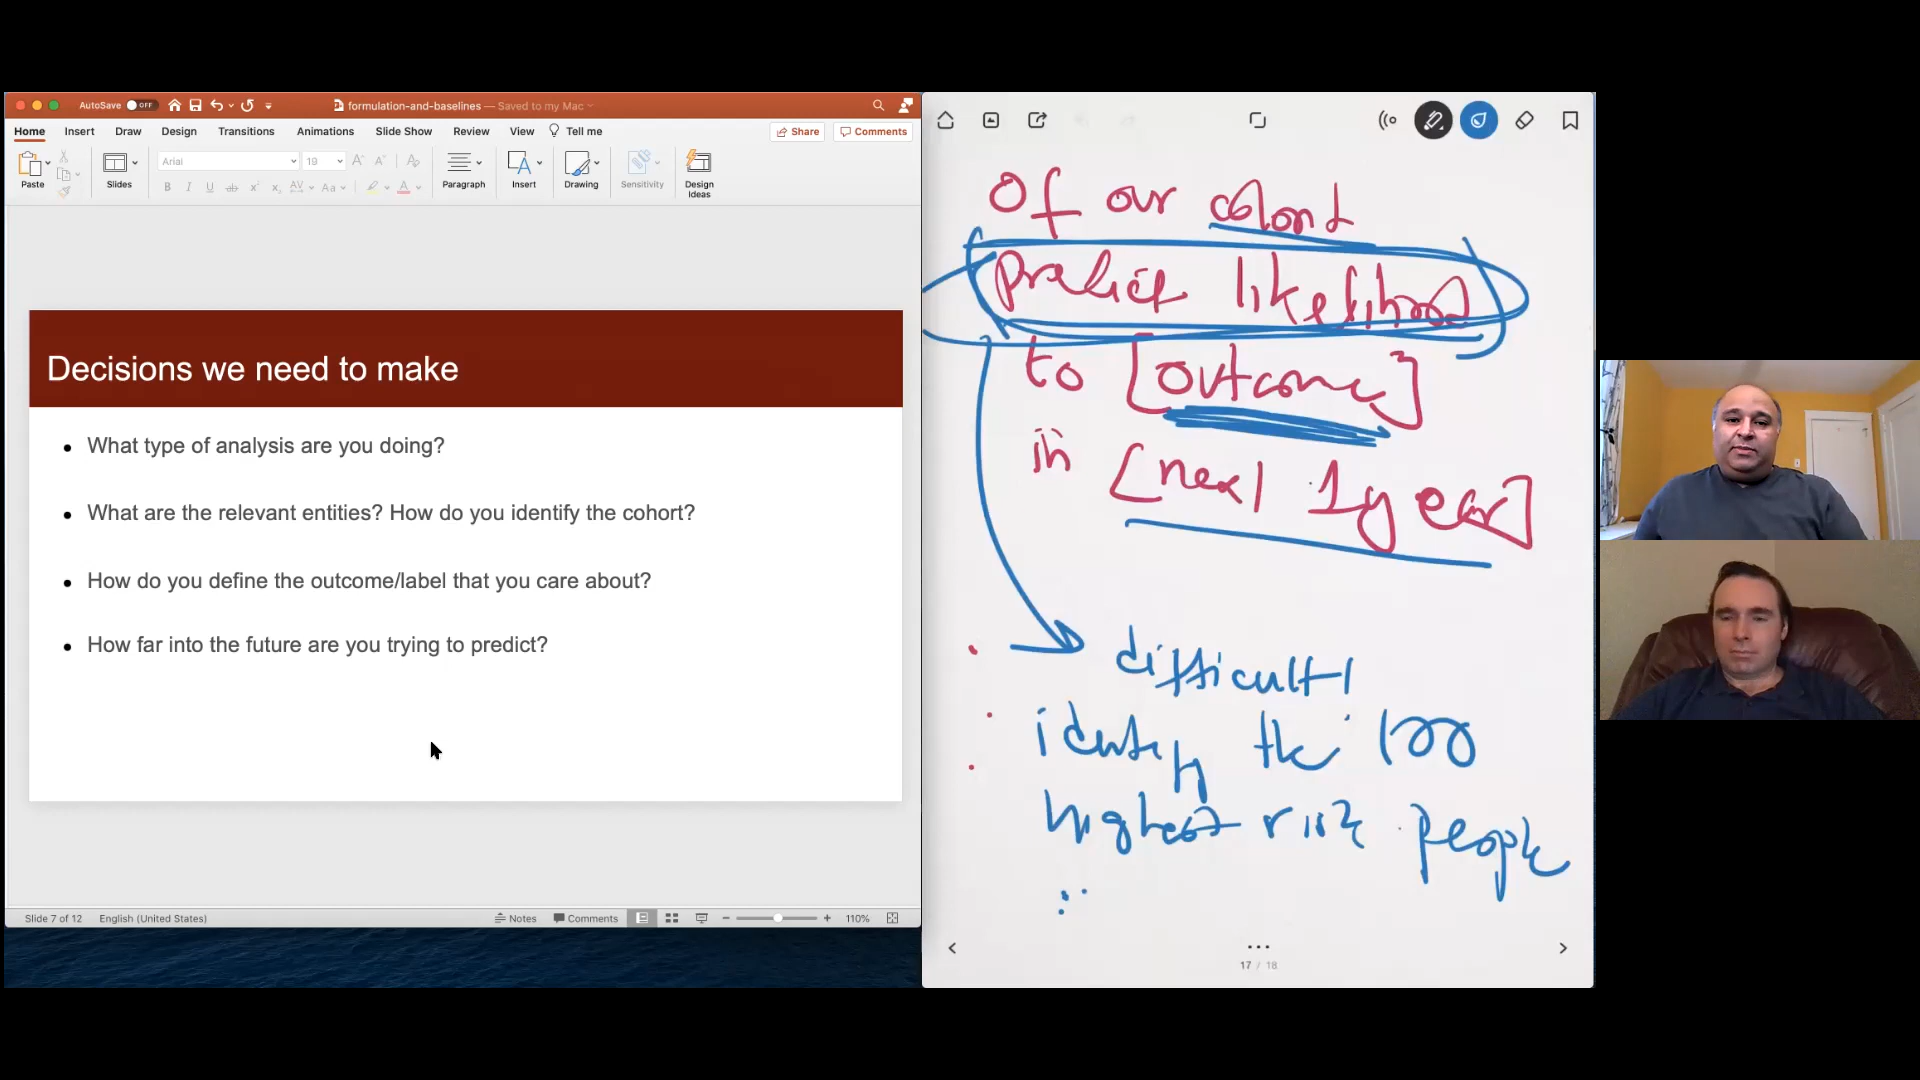 AutoSave OFF
formulation-and-baselines — Saved to my Mac
Home Insert Draw Design Transitions Animations Slide Show Review View Tell me
Share Comments
Arial 19
Paste Slides Paragraph Insert Drawing Sensitivity Design Ideas
Decisions we need to make
• What type of analysis are you doing?
• What are the relevant entities? How do you identify the cohort?
• How do you define the outcome/label that you care about?
• How far into the future are you trying to predict?
Slide 7 of 12 English (United States) Notes Comments 110%
Of our cohort
predict likelihood
to [outcome]
in [next 1 year]
difficult
identify the 100
highest risk people
17 / 18